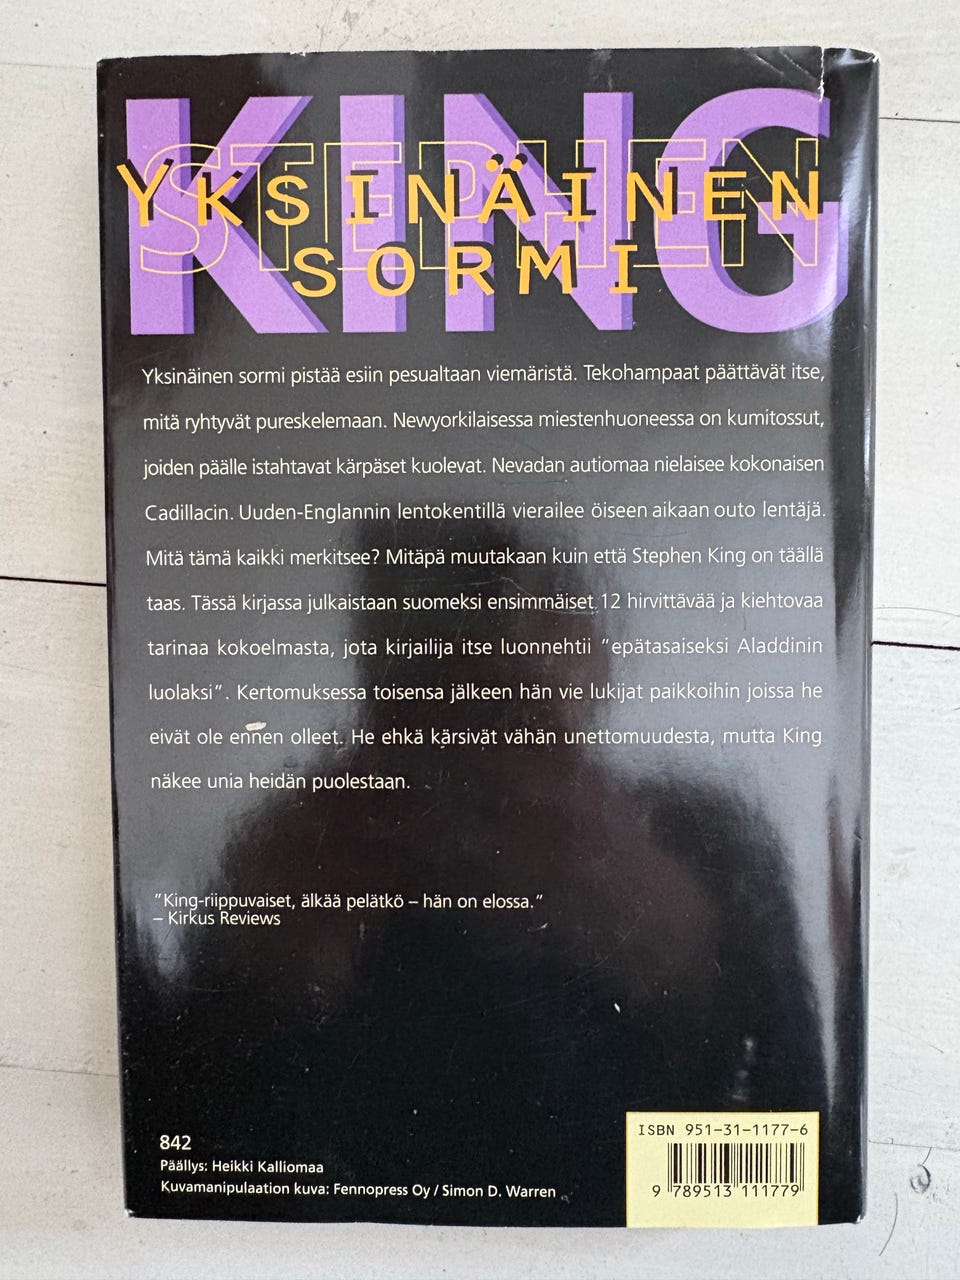 STEPHEN KING
YKSINÄINEN
SORMI
Yksinäinen sormi pistää esiin pesualtaan viemäristä. Tekohampaat päättävät itse,
mitä ryhtyvät pureskelemaan. Newyorkilaisessa miestenhuoneessa on kumitossut,
joiden päälle istahtavat kärpäset kuolevat. Nevadan autiomaa nielaisee kokonaisen
Cadillacin. Uuden-Englannin lentokentillä vierailee öiseen aikaan outo lentäjä.
Mitä tämä kaikki merkitsee? Mitäpä muutakaan kuin että Stephen King on täällä
taas. Tässä kirjassa julkaistaan suomeksi ensimmäiset 12 hirvittävää ja kiehtovaa
tarinaa kokoelmasta, jota kirjailija itse luonnehtii ”epätasaiseksi Aladdinin
luolaksi”. Kertomuksessa toisensa jälkeen hän vie lukijat paikkoihin joissa he
eivät ole ennen olleet. He ehkä kärsivät vähän unettomuudesta, mutta King
näkee unia heidän puolestaan.
”King-riippuvaiset, älkää pelätkö – hän on elossa.”
– Kirkus Reviews
842
Päällys: Heikki Kalliomaa
Kuvamanipulaation kuva: Fennopress Oy / Simon D. Warren
ISBN 951-31-1177-6
9 789513 111779